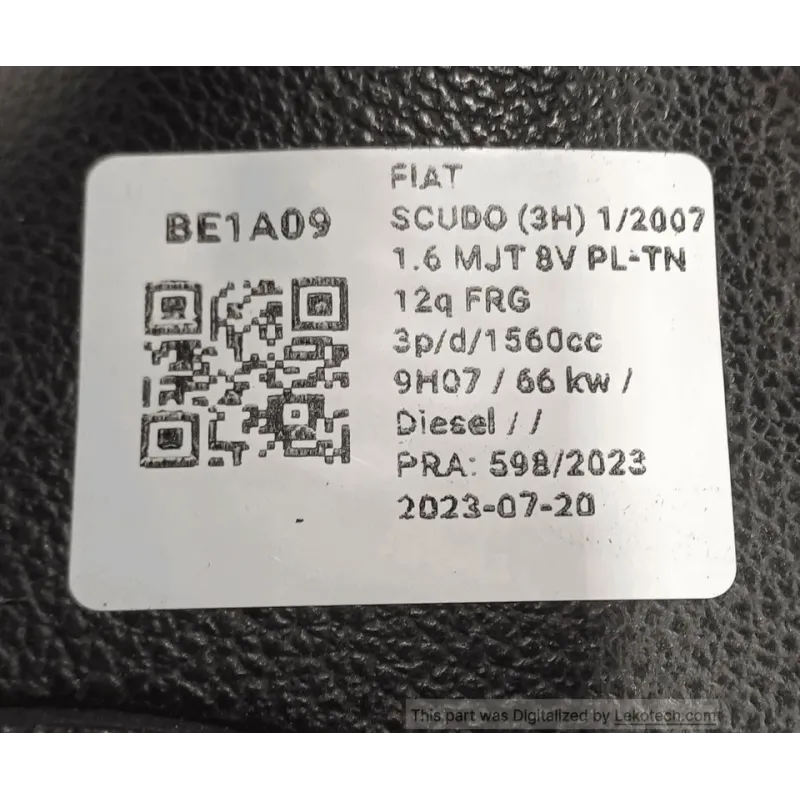 BE1A09
FIAT
SCUDO (3H) 1/2007
1.6 MJT 8V PL-TN
12q FRG
3p/d/1560cc
9H07 / 66 kw /
Diesel / /
PRA: 598/2023
2023-07-20
This part was Digitalized by Lekotech.com